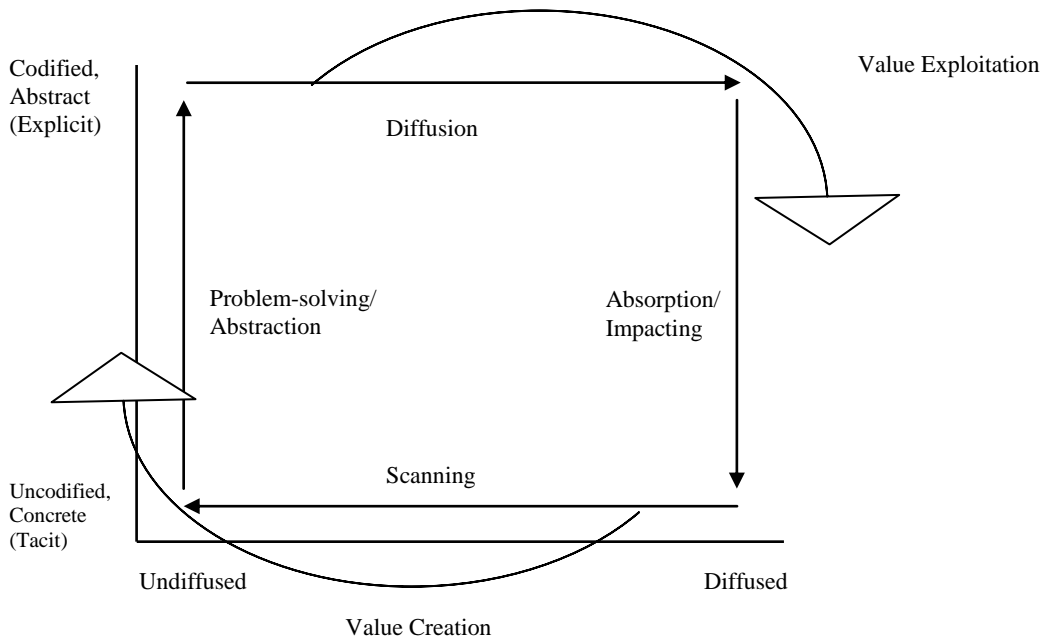 Codified,
Abstract
(Explicit)
Value Exploitation
Diffusion
Problem-solving/
Abstraction
Absorption/
Impacting
Scanning
Uncodified,
Concrete
(Tacit)
Undiffused
Diffused
Value Creation